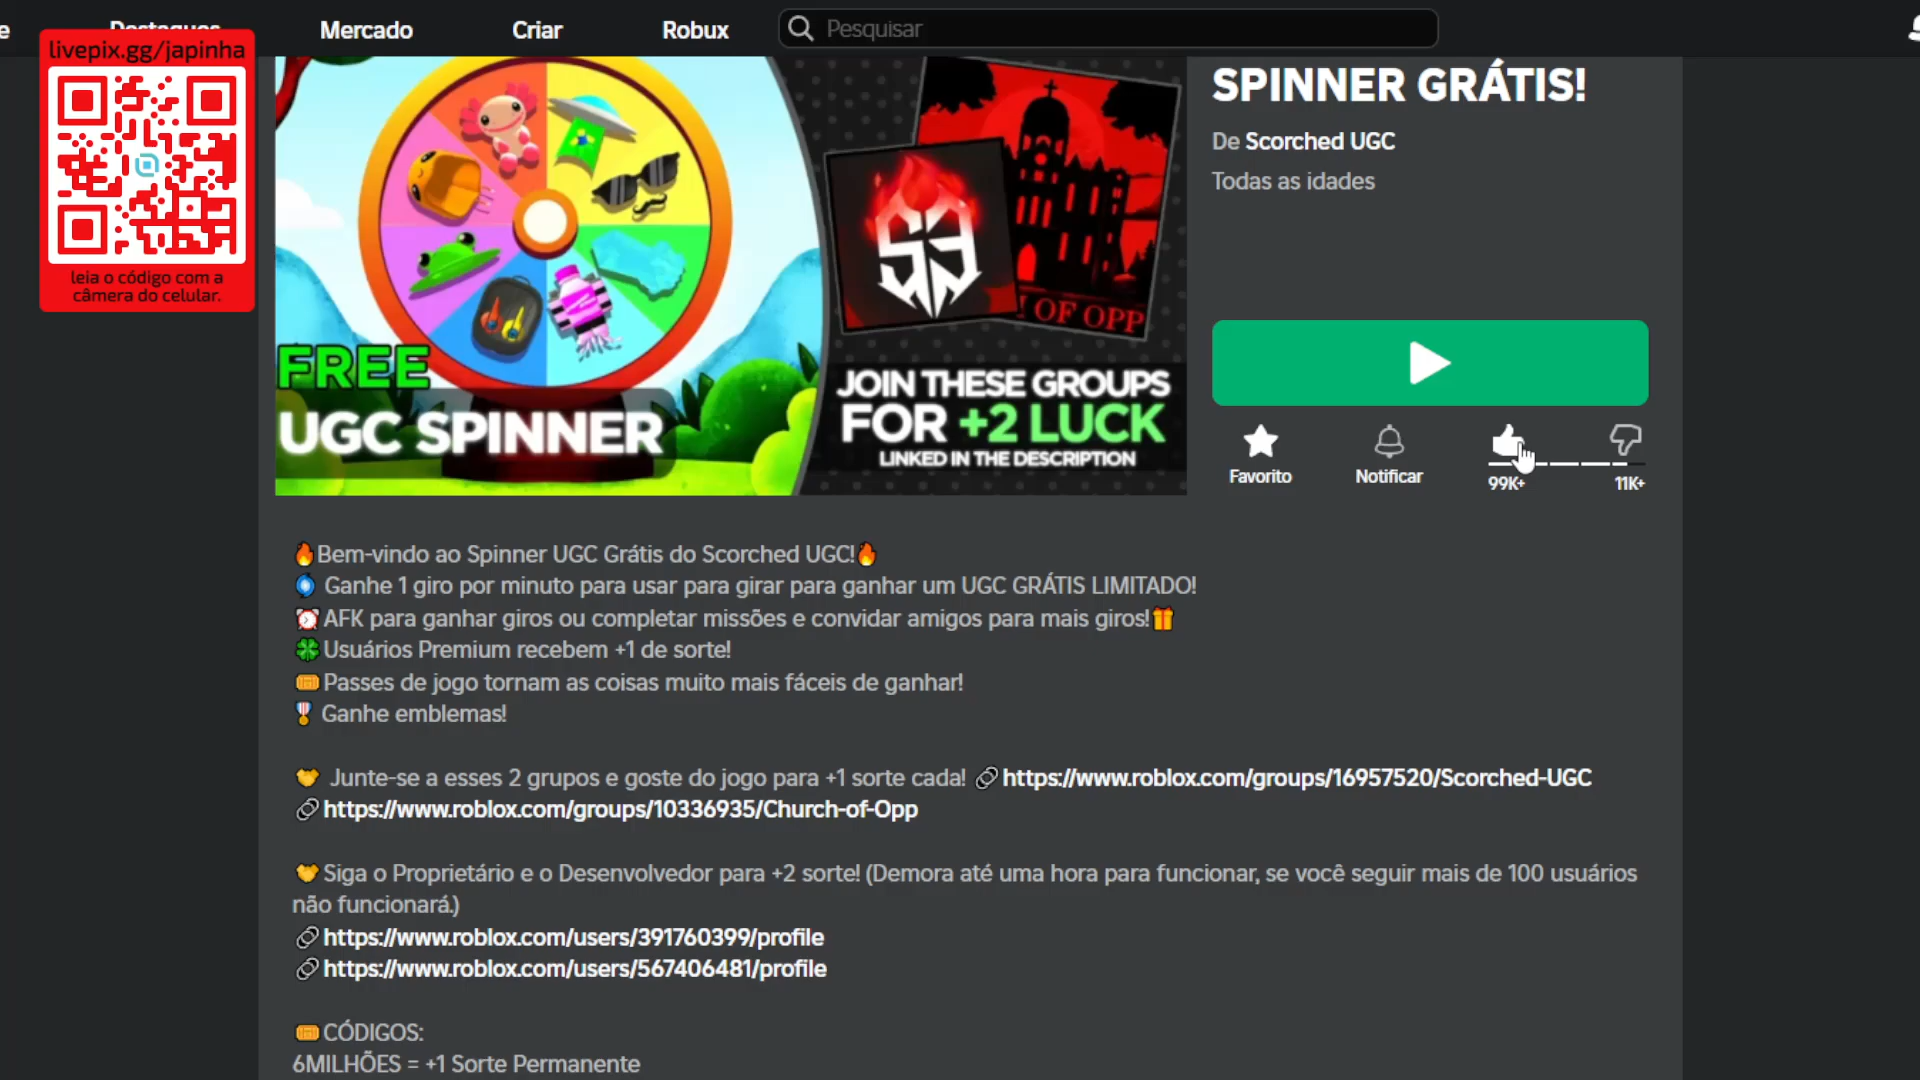 e
Destaques
Mercado
Criar
Robux
Pesquisar
livepix.gg/japinha
leia o código com a
câmera do celular.
FREE
UGC SPINNER
OF OPP
JOIN THESE GROUPS
FOR +2 LUCK
LINKED IN THE DESCRIPTION
SPINNER GRÁTIS!
De Scorched UGC
Todas as idades
Favorito
Notificar
99K+
11K+
🔥Bem-vindo ao Spinner UGC Grátis do Scorched UGC!🔥
🌀 Ganhe 1 giro por minuto para usar para girar para ganhar um UGC GRÁTIS LIMITADO!
⏰AFK para ganhar giros ou completar missões e convidar amigos para mais giros!🎁
🍀Usuários Premium recebem +1 de sorte!
🎟️Passes de jogo tornam as coisas muito mais fáceis de ganhar!
🎖️ Ganhe emblemas!
🤝 Junte-se a esses 2 grupos e goste do jogo para +1 sorte cada! 🔗https://www.roblox.com/groups/16957520/Scorched-UGC
🔗https://www.roblox.com/groups/10336935/Church-of-Opp
🤝Siga o Proprietário e o Desenvolvedor para +2 sorte! (Demora até uma hora para funcionar, se você seguir mais de 100 usuários
não funcionará.)
🔗https://www.roblox.com/users/391760399/profile
🔗https://www.roblox.com/users/567406481/profile
🎟️CÓDIGOS:
6MILHÕES = +1 Sorte Permanente